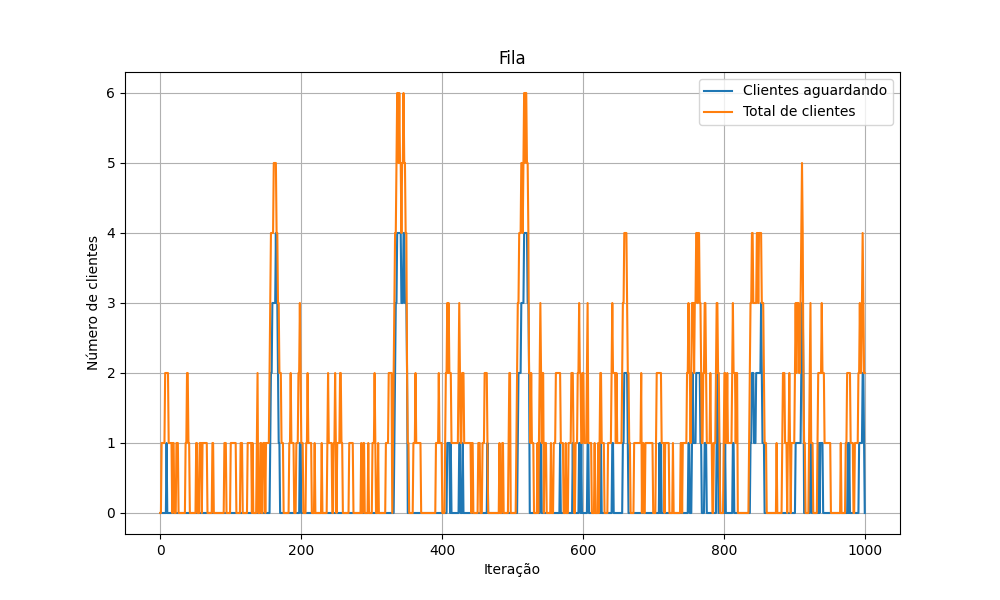 Fila
Clientes aguardando
Total de clientes
Número de clientes
6
5
4
3
2
1
0
0 200 400 600 800 1000
Iteração